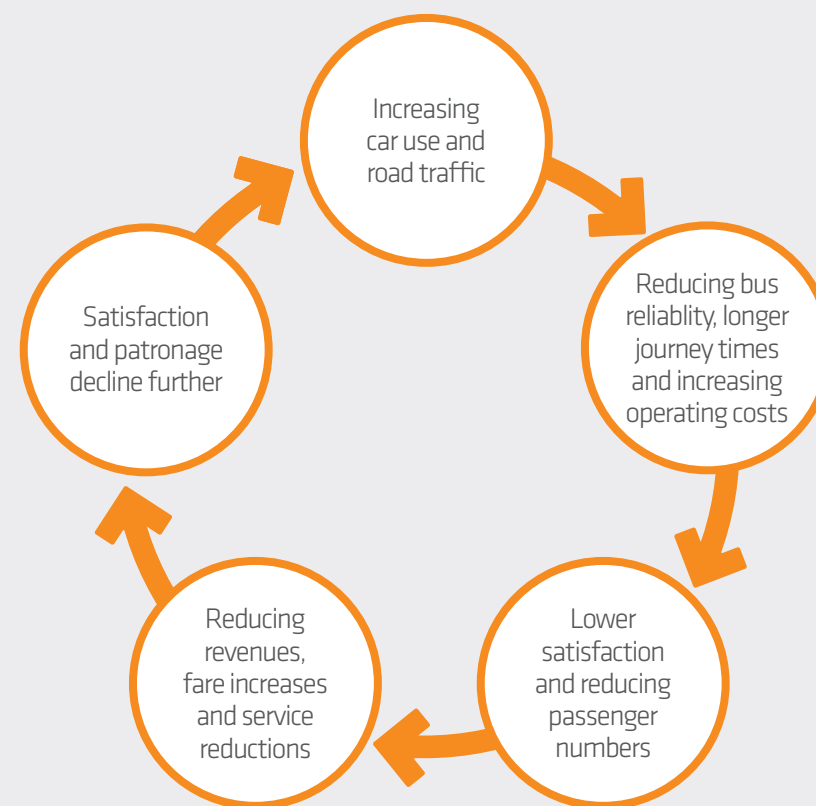 Increasing
car use and
road traffic
Reducing bus
reliablity, longer
journey times
and increasing
operating costs
Lower
satisfaction
and reducing
passenger
numbers
Reducing
revenues,
fare increases
and service
reductions
Satisfaction
and patronage
decline further